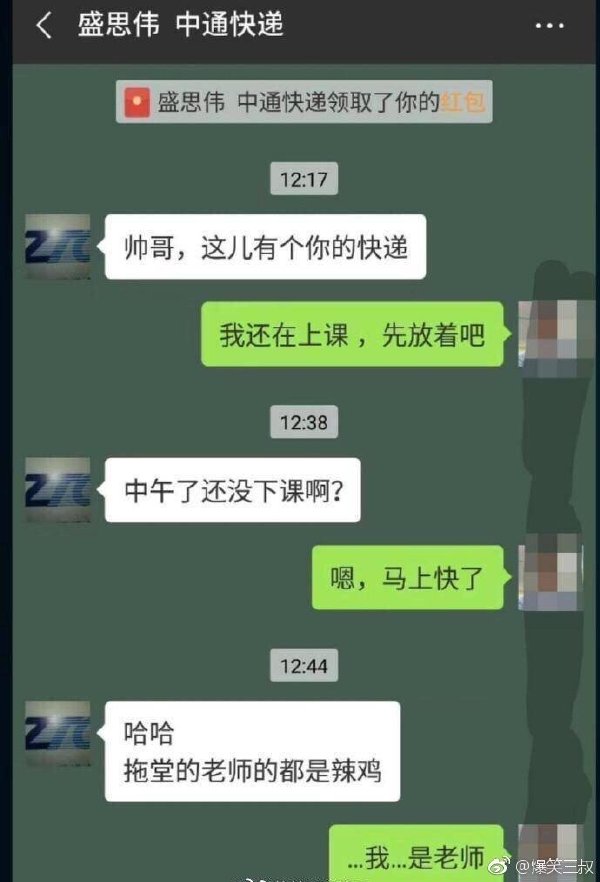 盛思伟 中通快递
盛思伟 中通快递领取了你的红包
12:17
帅哥，这儿有个你的快递
我还在上课，先放着吧
12:38
中午了还没下课啊？
嗯，马上快了
12:44
哈哈
拖堂的老师的都是辣鸡
...我...是老师
@爆笑三叔